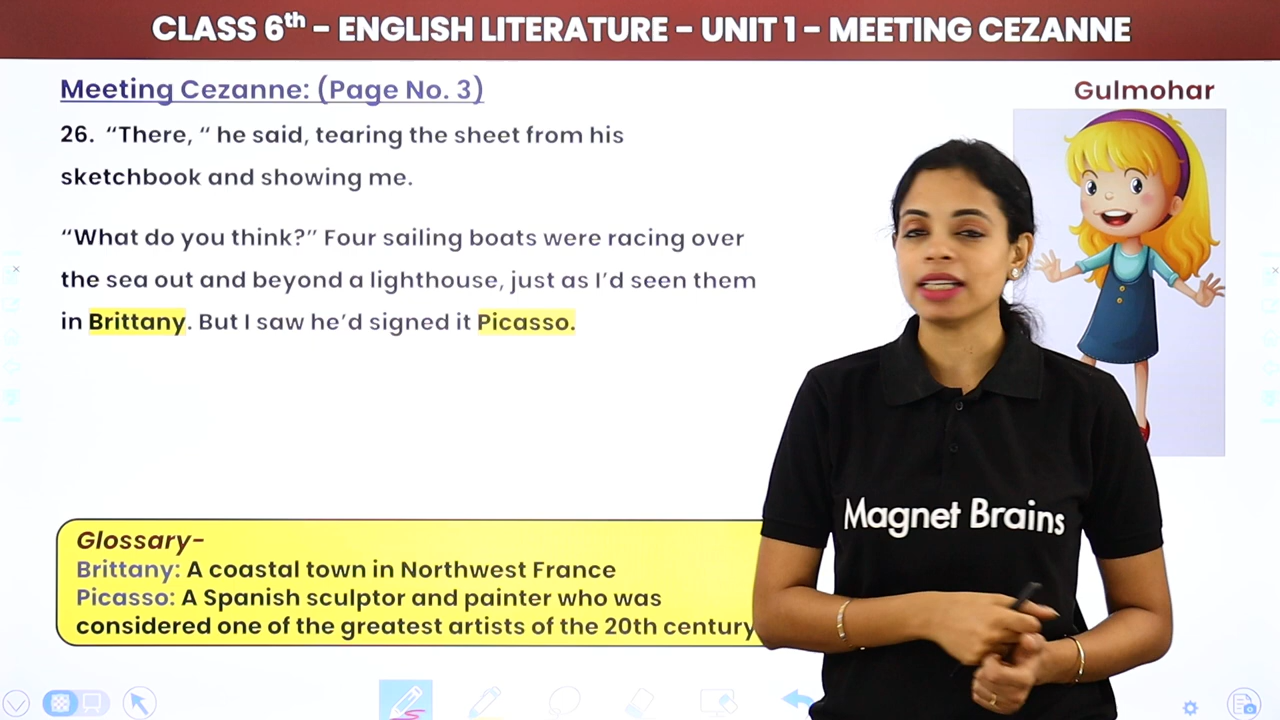 CLASS 6th – ENGLISH LITERATURE – UNIT 1 – MEETING CEZANNE
Meeting Cezanne: (Page No. 3)
Gulmohar
26. “There, “ he said, tearing the sheet from his
sketchbook and showing me.
“What do you think?” Four sailing boats were racing over
the sea out and beyond a lighthouse, just as I’d seen them
in Brittany. But I saw he’d signed it Picasso.
Magnet Brains
Glossary-
Brittany: A coastal town in Northwest France
Picasso: A Spanish sculptor and painter who was
considered one of the greatest artists of the 20th century